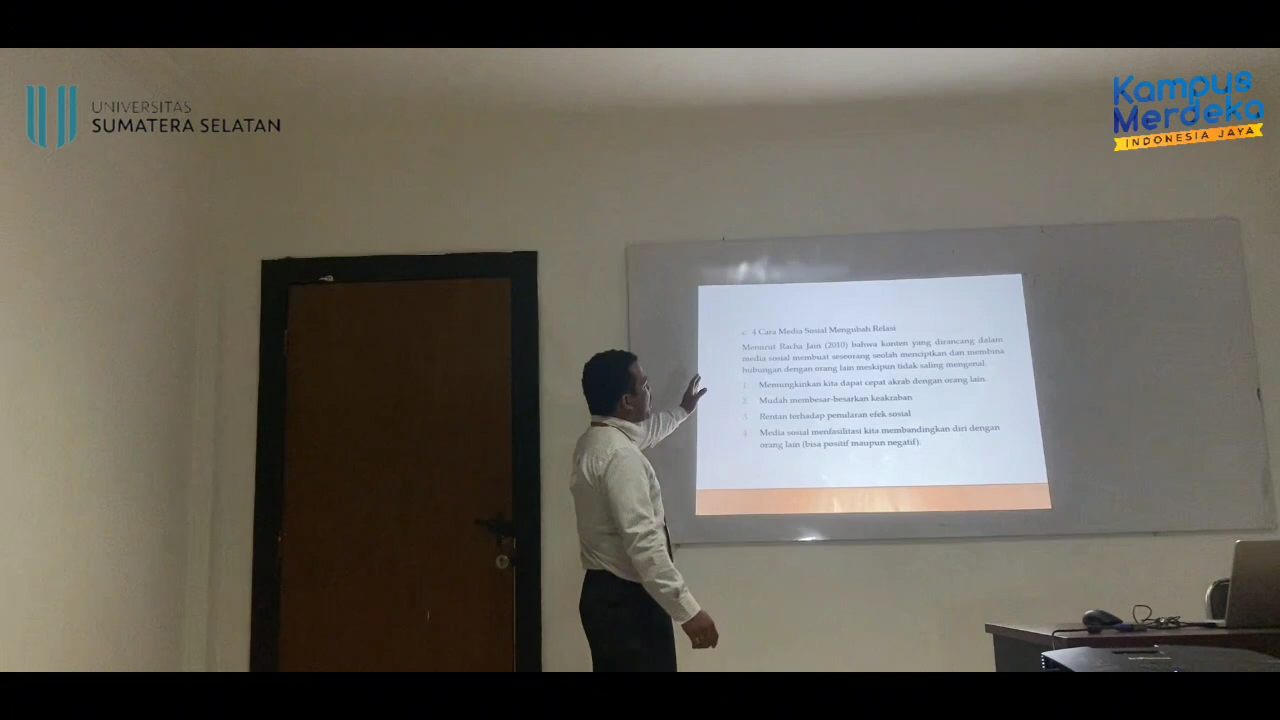 UNIVERSITAS
SUMATERA SELATAN
Kampus
Merdeka
INDONESIA JAYA
c. 4 Cara Media Sosial Mengubah Relasi
Menurut Racha Jain (2010) bahwa konten yang dirancang dalam
media sosial membuat seseorang seolah menciptkan dan membina
hubungan dengan orang lain meskipun tidak saling mengenal.
1. Memungkinkan kita dapat cepat akrab dengan orang lain.
2. Mudah membesar-besarkan keakraban
3. Rentan terhadap penularan efek sosial
4. Media sosial menfasilitasi kita membandingkan diri dengan
orang lain (bisa positif maupun negatif).